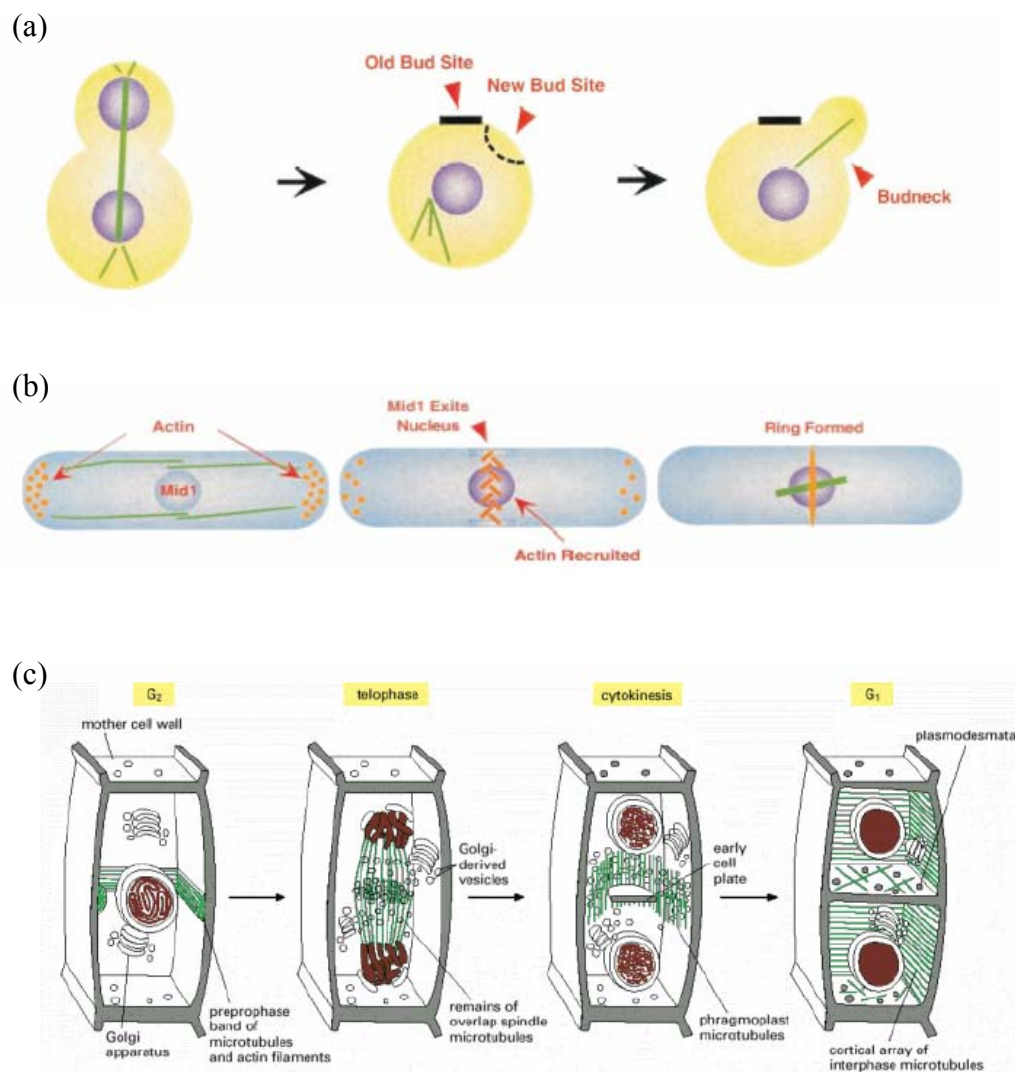 (a)
Old Bud Site
New Bud Site
Budneck
(b)
Actin
Mid1
Mid1 Exits
Nucleus
Actin Recruited
Ring Formed
(c)
G2
telophase
cytokinesis
G1
mother cell wall
plasmodesmata
Golgi-
derived
vesicles
early
cell
plate
Golgi
apparatus
preprophase
band of
microtubules
and actin filaments
remains of
overlap spindle
microtubules
phragmoplast
microtubules
cortical array of
interphase microtubules